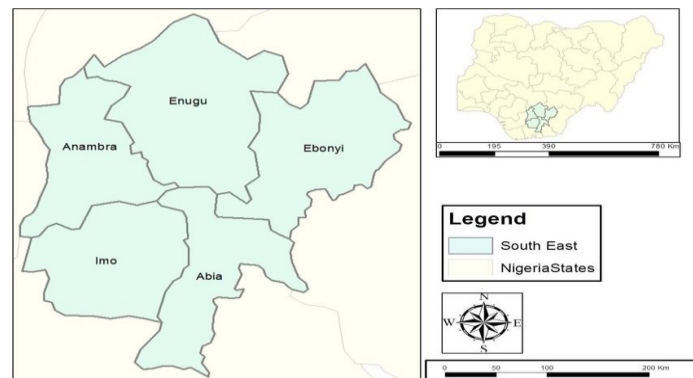 Enugu
Anambra
Ebonyi
Imo
Abia
0 195 390 780 Km
Legend
South East
NigeriaStates
N
W E
S
0 50 100 200 Km